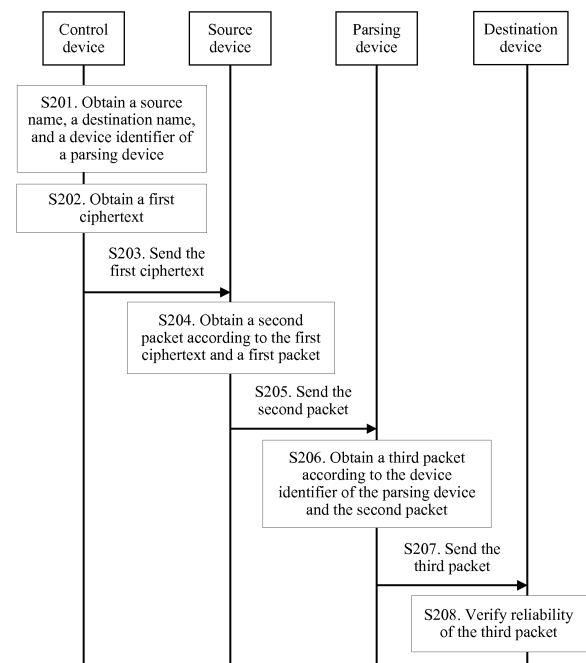 Control
device
Source
device
Parsing
device
Destination
device
S201. Obtain a source
name, a destination name,
and a device identifier of
a parsing device
S202. Obtain a first
ciphertext
S203. Send the
first ciphertext
S204. Obtain a second
packet according to the first
ciphertext and a first packet
S205. Send the
second packet
S206. Obtain a third packet
according to the device
identifier of the parsing device
and the second packet
S207. Send the
third packet
S208. Verify reliability
of the third packet